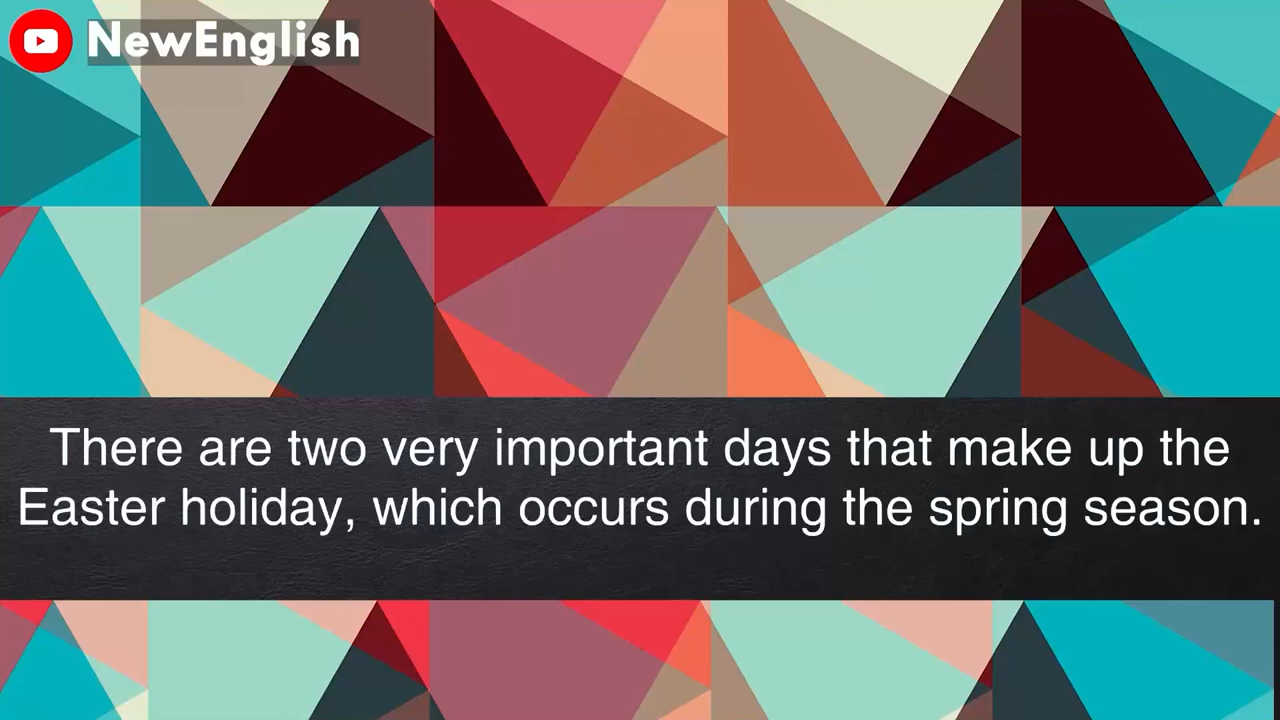 NewEnglish
There are two very important days that make up the
Easter holiday, which occurs during the spring season.